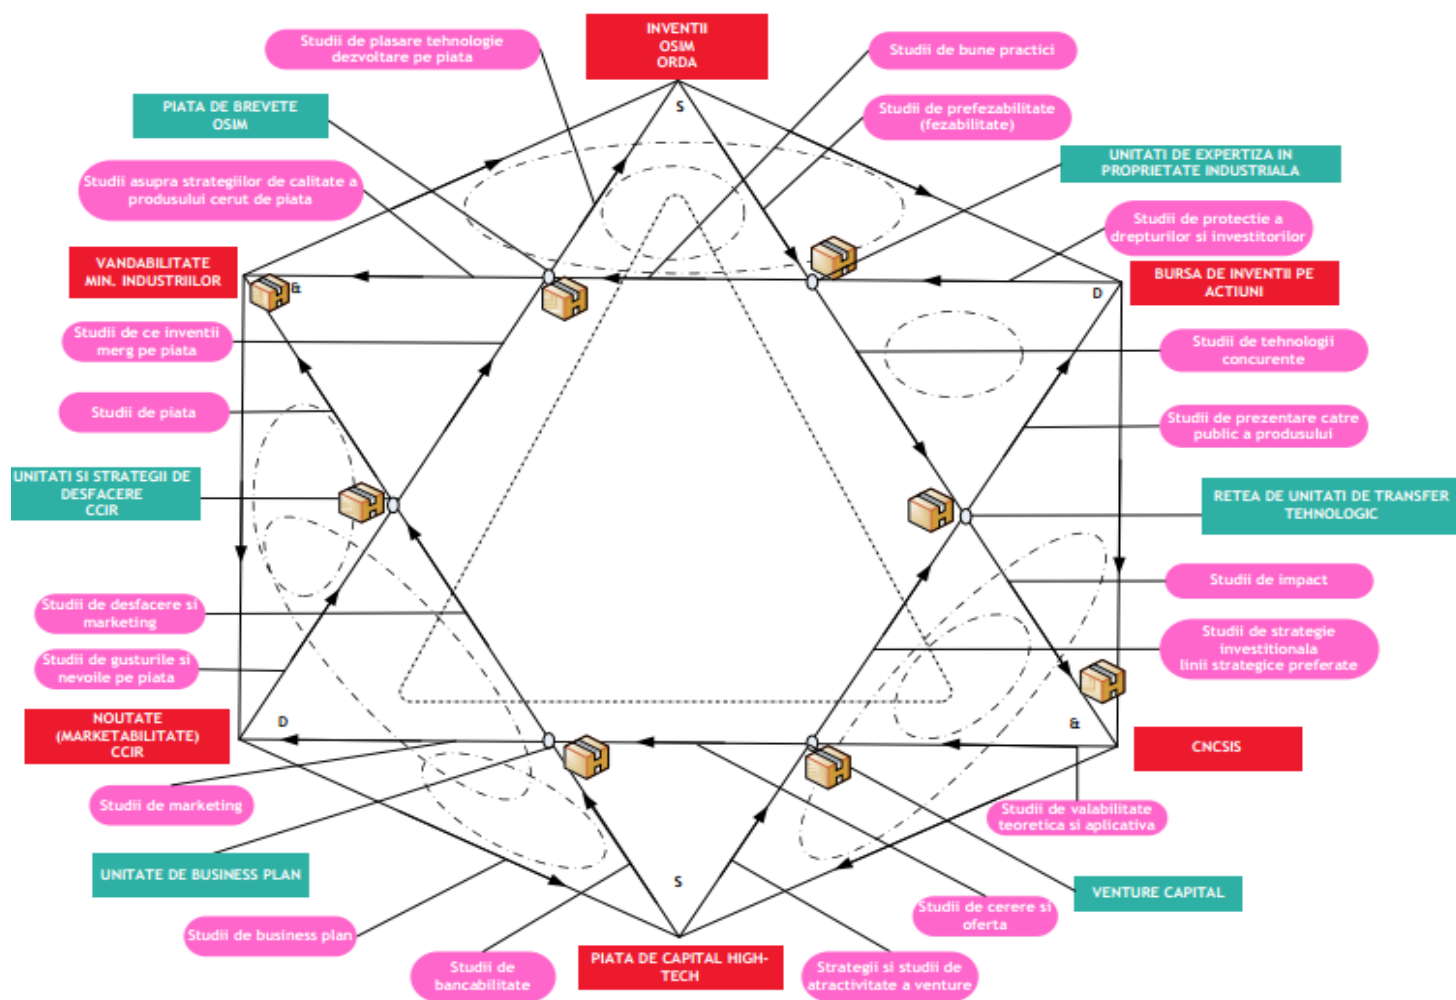 Studii de plasare tehnologie
dezvoltare pe piata
INVENTII
OSIM
ORDA
Studii de bune practici
PIATA DE BREVETE
OSIM
S
Studii de prefezabilitate
(fezabilitate)
UNITATI DE EXPERTIZA IN
PROPRIETATE INDUSTRIALA
Studii asupra strategiilor de calitate a
produsului cerut de piata
Studii de protectie a
drepturilor si investitorilor
VANDABILITATE
MIN. INDUSTRIILOR
&
D
BURSA DE INVENTII PE
ACTIUNI
Studii de ce inventii
merg pe piata
Studii de tehnologii
concurente
Studii de piata
Studii de prezentare catre
public a produsului
UNITATI SI STRATEGII DE
DESFACERE
CCIR
RETEA DE UNITATI DE TRANSFER
TEHNOLOGIC
Studii de impact
Studii de desfacere si
marketing
Studii de strategie
investitionala
linii strategice preferate
Studii de gusturile si
nevoile pe piata
NOUTATE
(MARKETABILITATE)
CCIR
D
&
CNCSIS
Studii de marketing
Studii de valabilitate
teoretica si aplicativa
UNITATE DE BUSINESS PLAN
S
VENTURE CAPITAL
Studii de cerere si
oferta
Studii de business plan
Studii de
bancabilitate
PIATA DE CAPITAL HIGH-
TECH
Strategii si studii de
atractivitate a venture